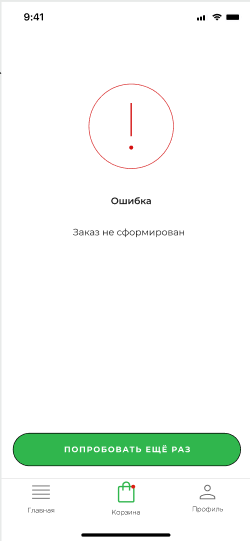 9:41
Ошибка
Заказ не сформирован
ПОПРОБОВАТЬ ЕЩЁ РАЗ
Главная
Корзина
Профиль